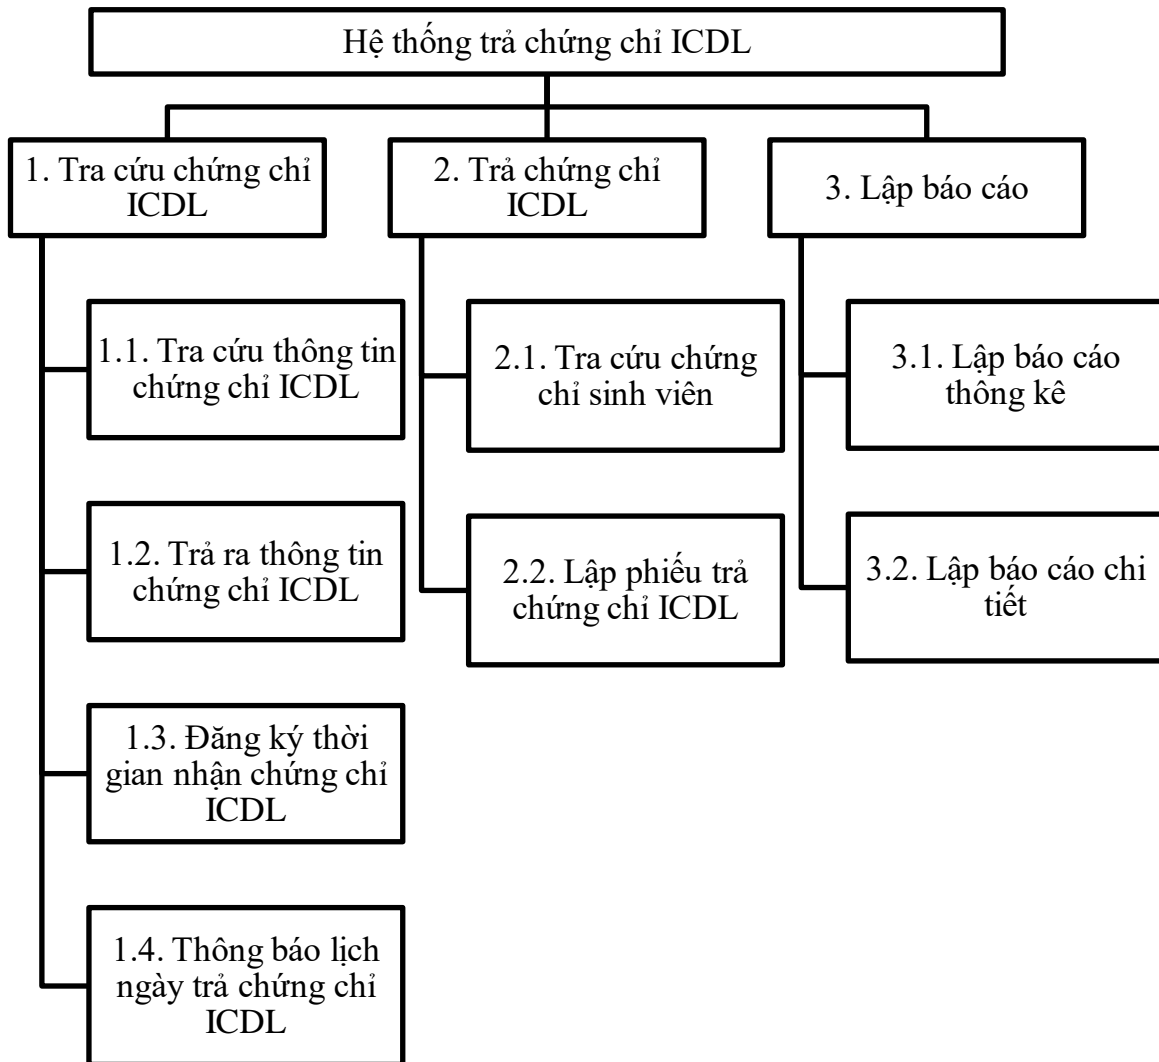 Hệ thống trả chứng chỉ ICDL
1. Tra cứu chứng chỉ
ICDL
2. Trả chứng chỉ
ICDL
3. Lập báo cáo
1.1. Tra cứu thông tin
chứng chỉ ICDL
2.1. Tra cứu chứng
chỉ sinh viên
3.1. Lập báo cáo
thông kê
1.2. Trả ra thông tin
chứng chỉ ICDL
2.2. Lập phiếu trả
chứng chỉ ICDL
3.2. Lập báo cáo chi
tiết
1.3. Đăng ký thời
gian nhận chứng chỉ
ICDL
1.4. Thông báo lịch
ngày trả chứng chỉ
ICDL